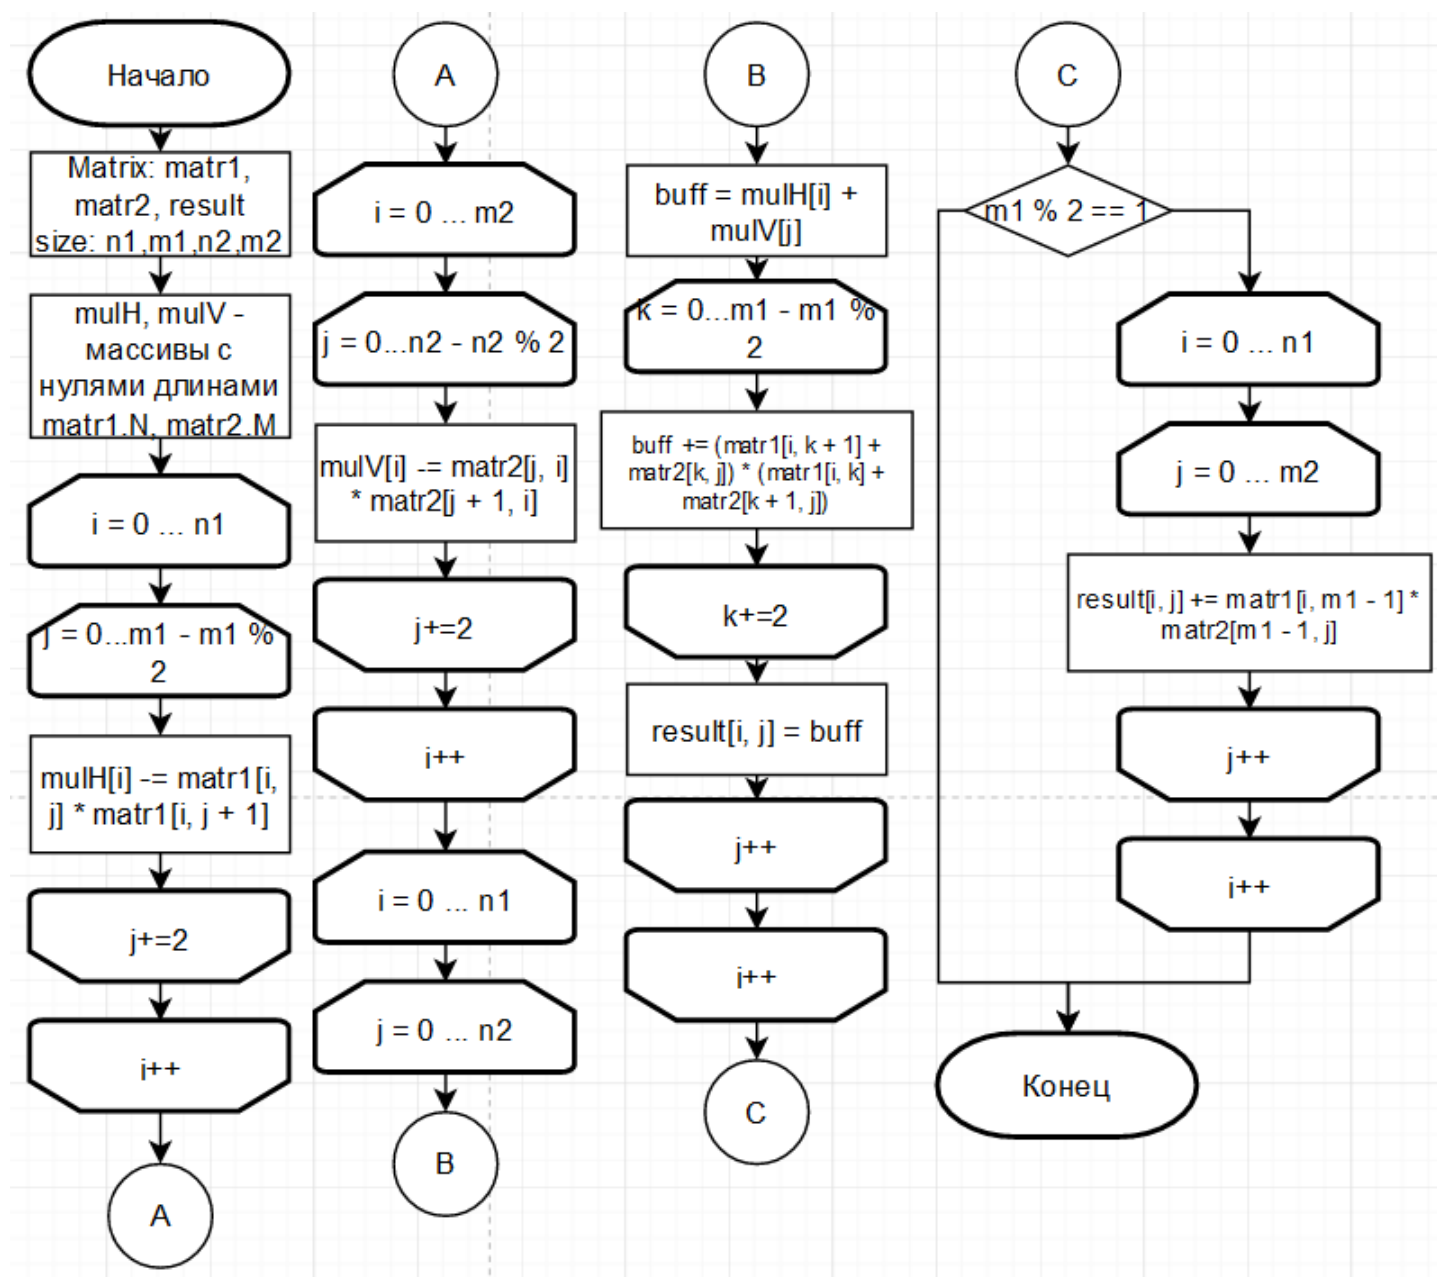 Начало
Matrix: matr1,
matr2, result
size: n1,m1,n2,m2
mulH, mulV -
массивы с
нулями длинами
matr1.N, matr2.M
i = 0 ... n1
j = 0...m1 - m1 %
2
mulH[i] -= matr1[i,
j] * matr1[i, j + 1]
j+=2
i++
A
A
i = 0 ... m2
j = 0...n2 - n2 % 2
mulV[i] -= matr2[j, i]
* matr2[j + 1, i]
j+=2
i++
i = 0 ... n1
j = 0 ... n2
B
B
buff = mulH[i] +
mulV[j]
k = 0...m1 - m1 %
2
buff += (matr1[i, k + 1] +
matr2[k, j]) * (matr1[i, k] +
matr2[k + 1, j])
k+=2
result[i, j] = buff
j++
i++
C
C
m1 % 2 == 1
i = 0 ... n1
j = 0 ... m2
result[i, j] += matr1[i, m1 - 1] *
matr2[m1 - 1, j]
j++
i++
Конец